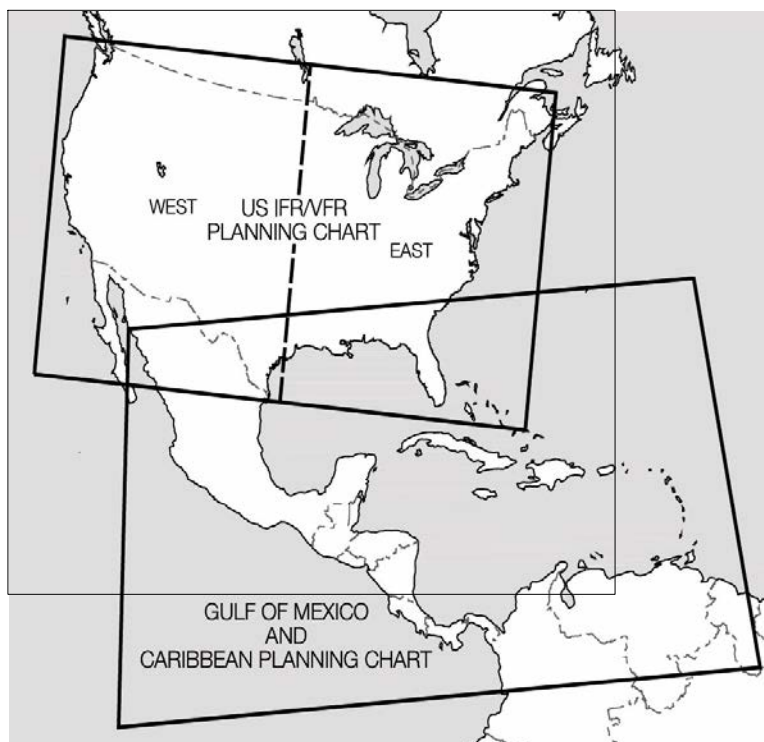 WEST
US IFR/VFR
PLANNING CHART
EAST
GULF OF MEXICO
AND
CARIBBEAN PLANNING CHART